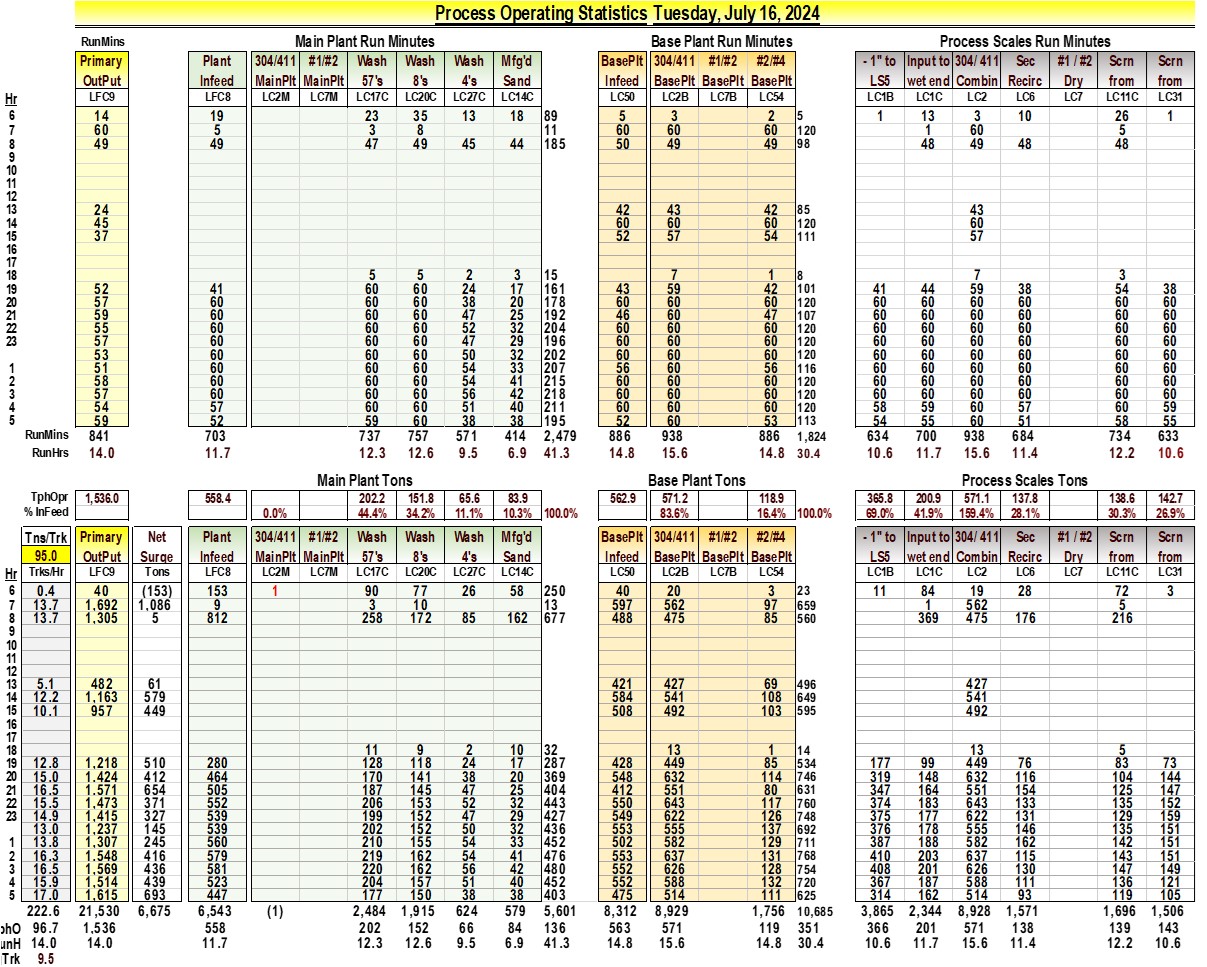 Process Operating Statistics Tuesday, July 16, 2024
RunMins Main Plant Run Minutes Base Plant Run Minutes Process Scales Run Minutes
Primary Plant 304/411 #1/#2 Wash Wash Wash Mfg'd BasePlt 304/411 #1/#2 #2/#4 - 1" to Input to 304/ 411 Sec #1 / #2 Scrn Scrn
OutPut Infeed MainPlt MainPlt 57's 8's 4's Sand Infeed BasePlt BasePlt BasePlt LS5 wet end Combin Recirc Dry from from
Hr LFC9 LFC8 LC2M LC7M LC17C LC20C LC27C LC14C LC50 LC2B LC7B LC54 LC1B LC1C LC2 LC6 LC7 LC11C LC31
6 14 19 23 35 13 18 89 5 3 2 5 1 13 3 10 26 1
7 60 5 3 8 11 60 60 60 120 1 60 5
8 49 49 47 49 45 44 185 50 49 49 98 48 49 48 48
9
10
11
12
13 24 42 43 42 85 43
14 45 60 60 60 120 60
15 37 52 57 54 111 57
16
17
18 5 5 2 3 15 7 1 8 7 3
19 52 41 60 60 24 17 161 43 59 42 101 41 44 59 38 54 38
20 57 60 60 60 38 20 178 60 60 60 120 60 60 60 60 60 60
21 59 60 60 60 47 25 192 46 60 47 107 60 60 60 60 60 60
22 55 60 60 60 52 32 204 60 60 60 120 60 60 60 60 60 60
23 57 60 60 60 47 29 196 60 60 60 120 60 60 60 60 60 60
53 60 60 60 50 32 202 60 60 60 120 60 60 60 60 60 60
1 51 60 60 60 54 33 207 56 60 56 116 60 60 60 60 60 60
2 58 60 60 60 54 41 215 60 60 60 120 60 60 60 60 60 60
3 57 60 60 60 56 42 218 60 60 60 120 60 60 60 60 60 60
4 54 57 60 60 51 40 211 60 60 60 120 58 59 60 57 60 59
5 59 52 59 60 38 38 195 52 60 53 113 54 55 60 51 58 55
RunMins 841 703 737 757 571 414 2,479 886 938 886 1,824 634 700 938 684 734 633
RunHrs 14.0 11.7 12.3 12.6 9.5 6.9 41.3 14.8 15.6 14.8 30.4 10.6 11.7 15.6 11.4 12.2 10.6
Main Plant Tons Base Plant Tons Process Scales Tons
TphOpr 1,536.0 558.4 202.2 151.8 65.6 83.9 562.9 571.2 118.9 365.8 200.9 571.1 137.8 138.6 142.7
% InFeed 0.0% 44.4% 34.2% 11.1% 10.3% 100.0% 83.6% 16.4% 100.0% 69.0% 41.9% 159.4% 28.1% 30.3% 26.9%
Tns/Trk Primary Net Plant 304/411 #1/#2 Wash Wash Wash Mfg'd BasePlt 304/411 #1/#2 #2/#4 - 1" to Input to 304/ 411 Sec #1 / #2 Scrn Scrn
95.0 OutPut Surge Infeed MainPlt MainPlt 57's 8's 4's Sand Infeed BasePlt BasePlt BasePlt LS5 wet end Combin Recirc Dry from from
Hr Trks/Hr LFC9 Tons LFC8 LC2M LC7M LC17C LC20C LC27C LC14C LC50 LC2B LC7B LC54 LC1B LC1C LC2 LC6 LC7 LC11C LC31
6 0.4 40 (153) 153 1 90 77 26 58 250 40 20 3 23 11 84 19 28 72 3
7 13.7 1,692 1,086 9 3 10 13 597 562 97 659 1 562 5
8 13.7 1,305 5 812 258 172 85 162 677 488 475 85 560 369 475 176 216
9
10
11
12
13 5.1 482 61 421 427 69 496 427
14 12.2 1,163 579 584 541 108 649 541
15 10.1 957 449 508 492 103 595 492
16
17
18 11 9 2 10 32 13 1 14 13 5
19 12.8 1,218 510 280 128 118 24 17 287 428 449 85 534 177 99 449 76 83 73
20 15.0 1,424 412 464 170 141 38 20 369 548 632 114 746 319 148 632 116 104 144
21 16.5 1,571 654 505 187 145 47 25 404 412 551 80 631 347 164 551 154 125 147
22 15.5 1,473 371 552 206 153 52 32 443 550 643 117 760 374 183 643 133 135 152
23 14.9 1,415 327 539 199 152 47 29 427 549 622 126 748 375 177 622 131 129 159
13.0 1,237 145 539 202 152 50 32 436 553 555 137 692 376 178 555 146 135 151
1 13.8 1,307 245 560 210 155 54 33 452 502 582 129 711 387 188 582 162 142 151
2 16.3 1,548 416 579 219 162 54 41 476 553 637 131 768 410 203 637 115 143 151
3 16.5 1,569 436 581 220 162 56 42 480 552 626 128 754 408 201 626 130 147 149
4 15.9 1,514 439 523 204 157 51 40 452 552 588 132 720 367 187 588 111 136 121
5 17.0 1,615 693 447 177 150 38 38 403 475 514 111 625 314 162 514 93 119 105
222.6 21,530 6,675 6,543 (1) 2,484 1,915 624 579 5,601 8,312 8,929 1,756 10,685 3,865 2,344 8,928 1,571 1,696 1,506
phO 96.7 1,536 558 202 152 66 84 136 563 571 119 351 366 201 571 138 139 143
unH 14.0 14.0 11.7 12.3 12.6 9.5 6.9 41.3 14.8 15.6 14.8 30.4 10.6 11.7 15.6 11.4 12.2 10.6
Trk 9.5